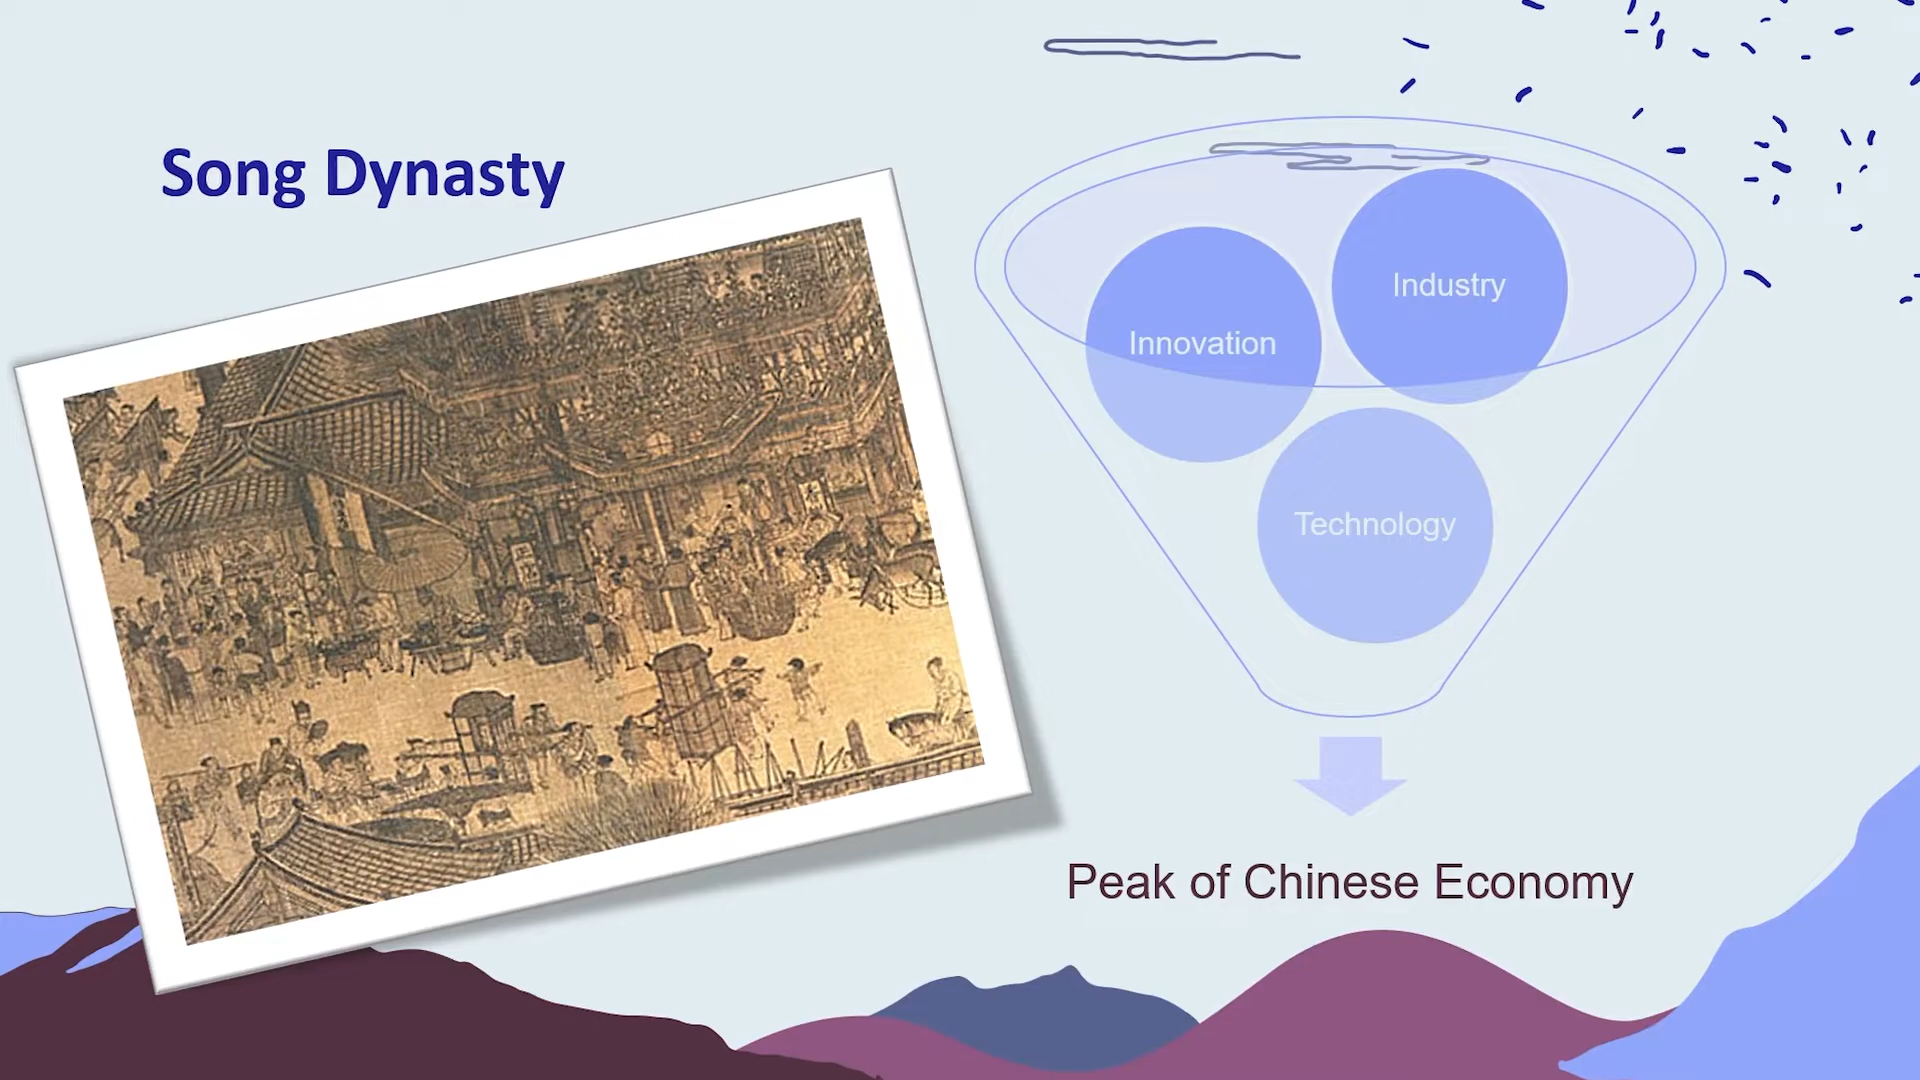 Song Dynasty
Industry
Innovation
Technology
Peak of Chinese Economy